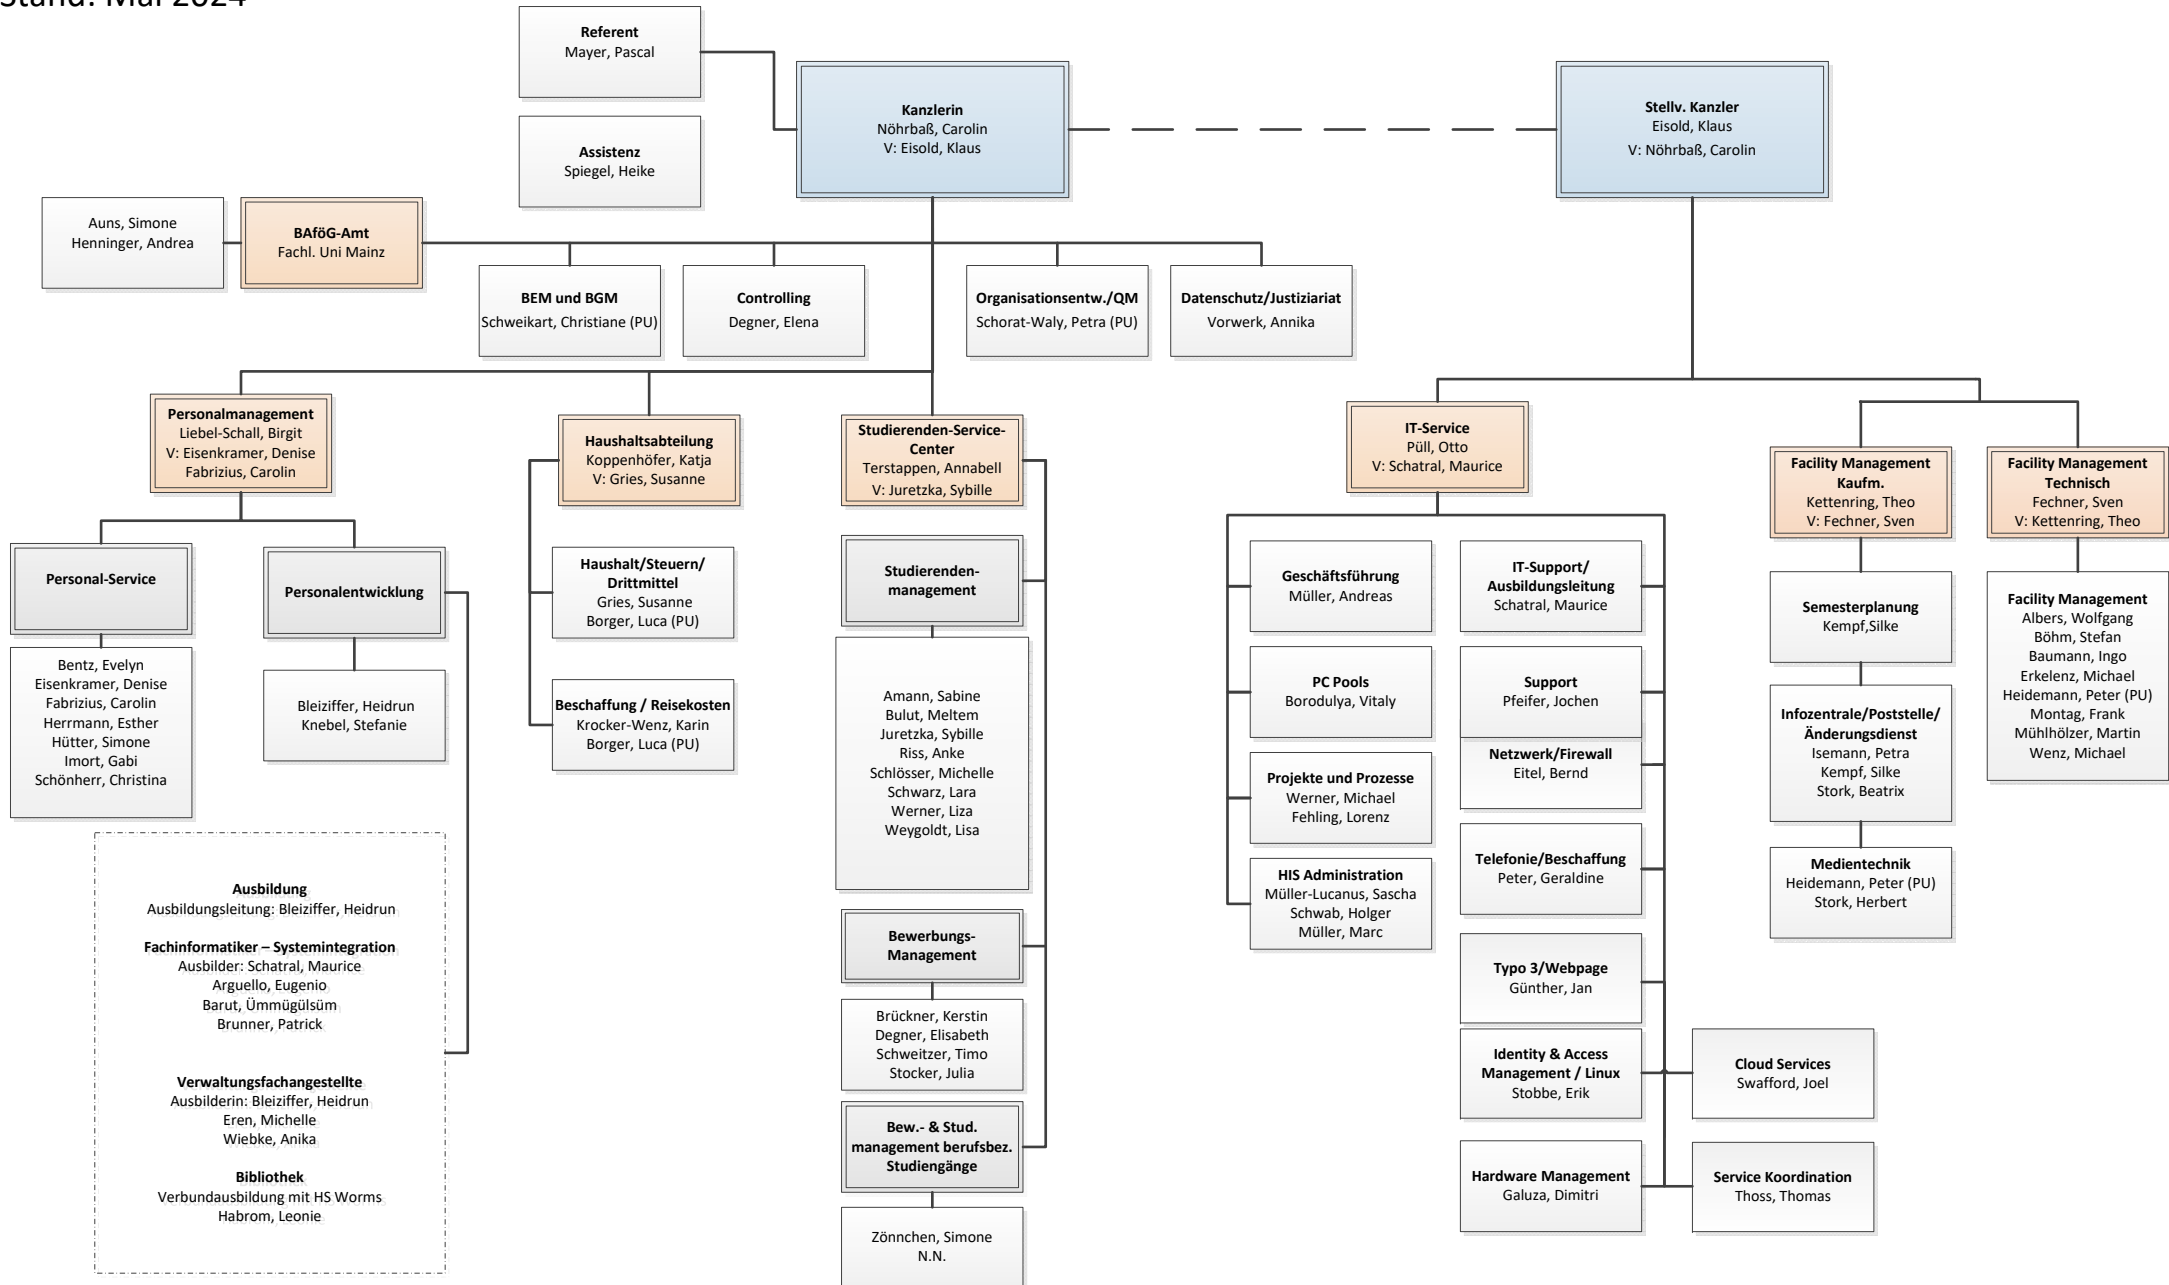 Stand: Mai 2024
Referent
Mayer, Pascal
Kanzlerin
Nöhrbaß, Carolin
V: Eisold, Klaus
Stellv. Kanzler
Eisold, Klaus
V: Nöhrbaß, Carolin
Assistenz
Spiegel, Heike
Auns, Simone
Henninger, Andrea
BAföG-Amt
Fachl. Uni Mainz
BEM und BGM
Schweikart, Christiane (PU)
Controlling
Degner, Elena
Organisationsentw./QM
Schorat-Waly, Petra (PU)
Datenschutz/Justiziariat
Vorwerk, Annika
Personalmanagement
Liebel-Schall, Birgit
V: Eisenkramer, Denise
Fabrizius, Carolin
Haushaltsabteilung
Koppenhöfer, Katja
V: Gries, Susanne
Studierenden-Service-
Center
Terstappen, Annabell
V: Juretzka, Sybille
IT-Service
Püll, Otto
V: Schatral, Maurice
Facility Management
Kaufm.
Kettenring, Theo
V: Fechner, Sven
Facility Management
Technisch
Fechner, Sven
V: Kettenring, Theo
Personal-Service
Bentz, Evelyn
Eisenkramer, Denise
Fabrizius, Carolin
Herrmann, Esther
Hütter, Simone
Imort, Gabi
Schönherr, Christina
Personalentwicklung
Bleiziffer, Heidrun
Knebel, Stefanie
Ausbildung
Ausbildungsleitung: Bleiziffer, Heidrun
Fachinformatiker – Systemintegration
Ausbilder: Schatral, Maurice
Arguello, Eugenio
Barut, Ümmügülsüm
Brunner, Patrick
Verwaltungsfachangestellte
Ausbilderin: Bleiziffer, Heidrun
Eren, Michelle
Wiebke, Anika
Bibliothek
Verbundausbildung mit HS Worms
Habrom, Leonie
Haushalt/Steuern/
Drittmittel
Gries, Susanne
Borger, Luca (PU)
Beschaffung / Reisekosten
Krocker-Wenz, Karin
Borger, Luca (PU)
Studierenden-
management
Amann, Sabine
Bulut, Meltem
Juretzka, Sybille
Riss, Anke
Schlösser, Michelle
Schwarz, Lara
Werner, Liza
Weygoldt, Lisa
Bewerbungs-
Management
Brückner, Kerstin
Degner, Elisabeth
Schweitzer, Timo
Stocker, Julia
Bew.- & Stud.
management berufsbez.
Studiengänge
Zönnchen, Simone
N.N.
Geschäftsführung
Müller, Andreas
PC Pools
Borodulya, Vitaly
Projekte und Prozesse
Werner, Michael
Fehling, Lorenz
HIS Administration
Müller-Lucanus, Sascha
Schwab, Holger
Müller, Marc
IT-Support/
Ausbildungsleitung
Schatral, Maurice
Support
Pfeifer, Jochen
Netzwerk/Firewall
Eitel, Bernd
Telefonie/Beschaffung
Peter, Geraldine
Typo 3/Webpage
Günther, Jan
Identity & Access
Management / Linux
Stobbe, Erik
Cloud Services
Swafford, Joel
Hardware Management
Galuza, Dimitri
Service Koordination
Thoss, Thomas
Semesterplanung
Kempf,Silke
Infozentrale/Poststelle/
Änderungsdienst
Isemann, Petra
Kempf, Silke
Stork, Beatrix
Medientechnik
Heidemann, Peter (PU)
Stork, Herbert
Facility Management
Albers, Wolfgang
Böhm, Stefan
Baumann, Ingo
Erkelenz, Michael
Heidemann, Peter (PU)
Montag, Frank
Mühlhölzer, Martin
Wenz, Michael